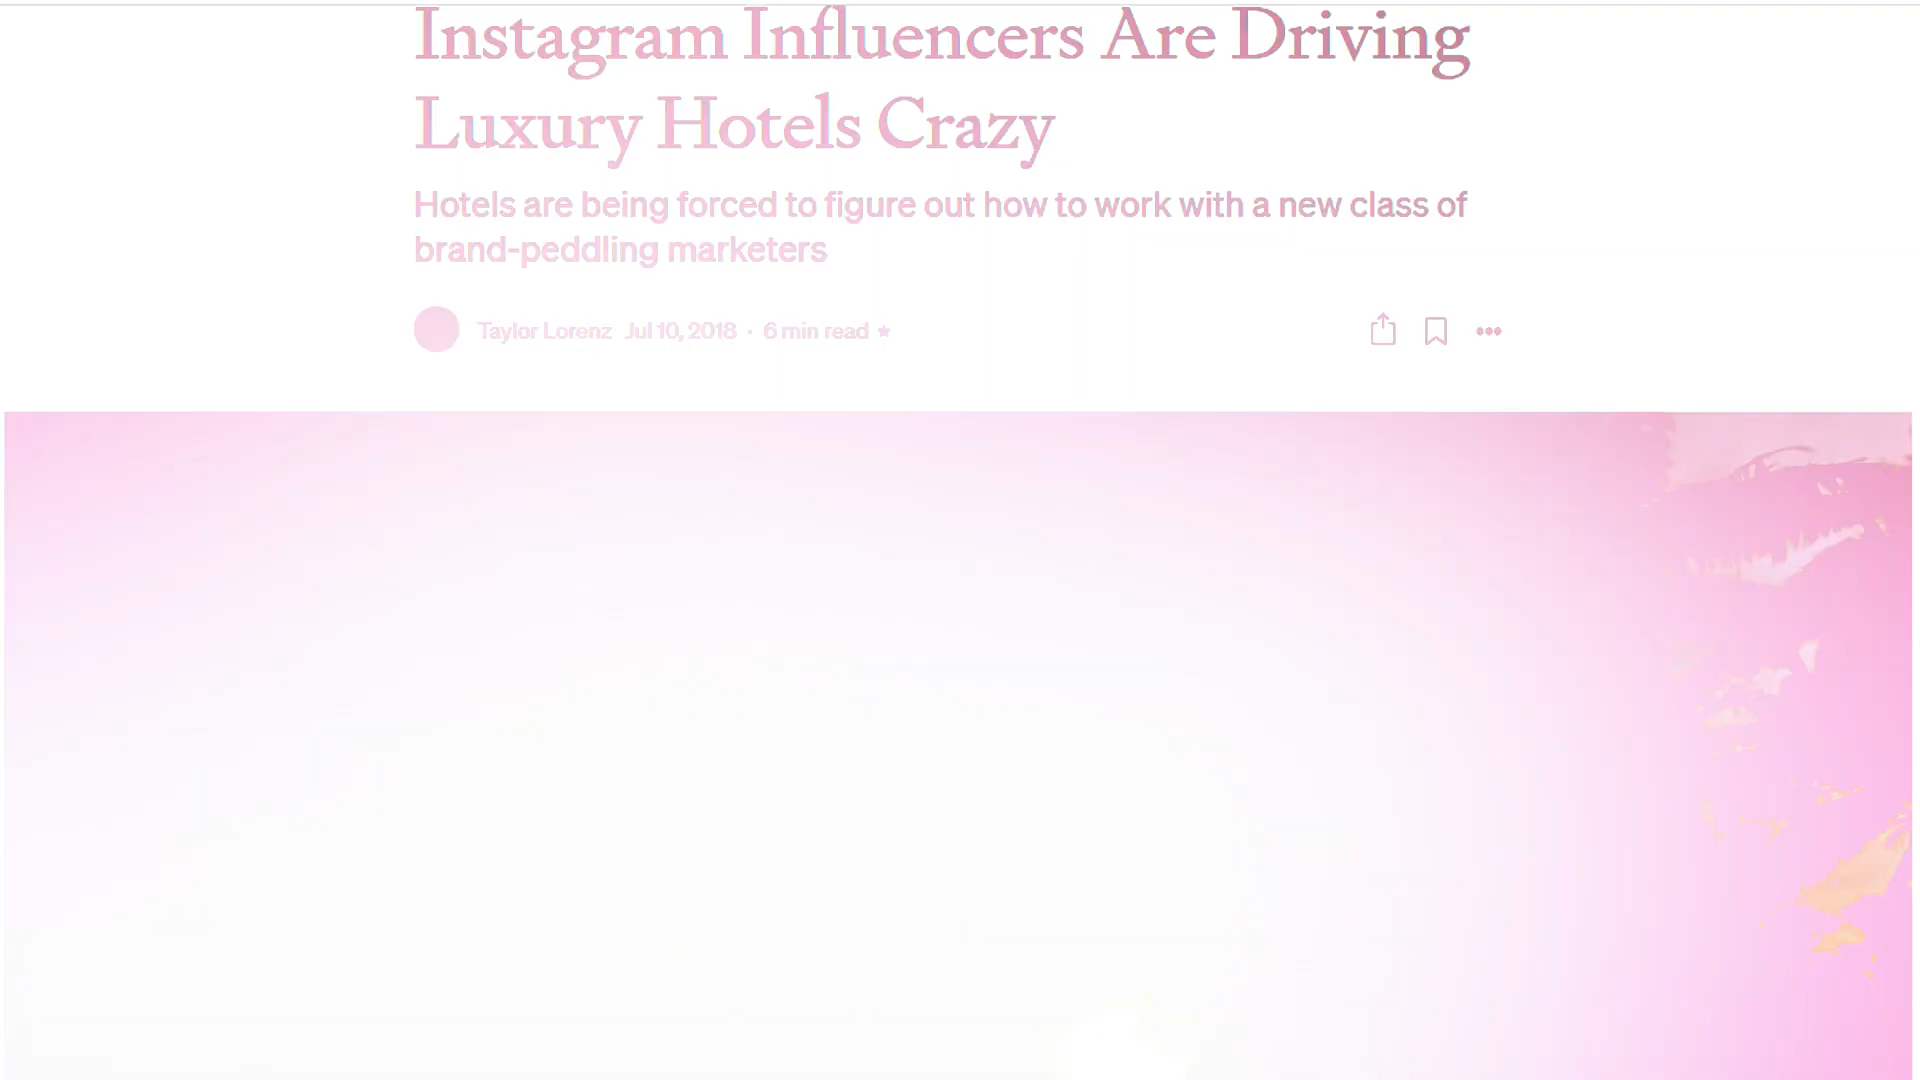 Instagram Influencers Are Driving
Luxury Hotels Crazy
Hotels are being forced to figure out how to work with a new class of
brand-peddling marketers
Taylor Lorenz Jul 10, 2018 · 6 min read ★